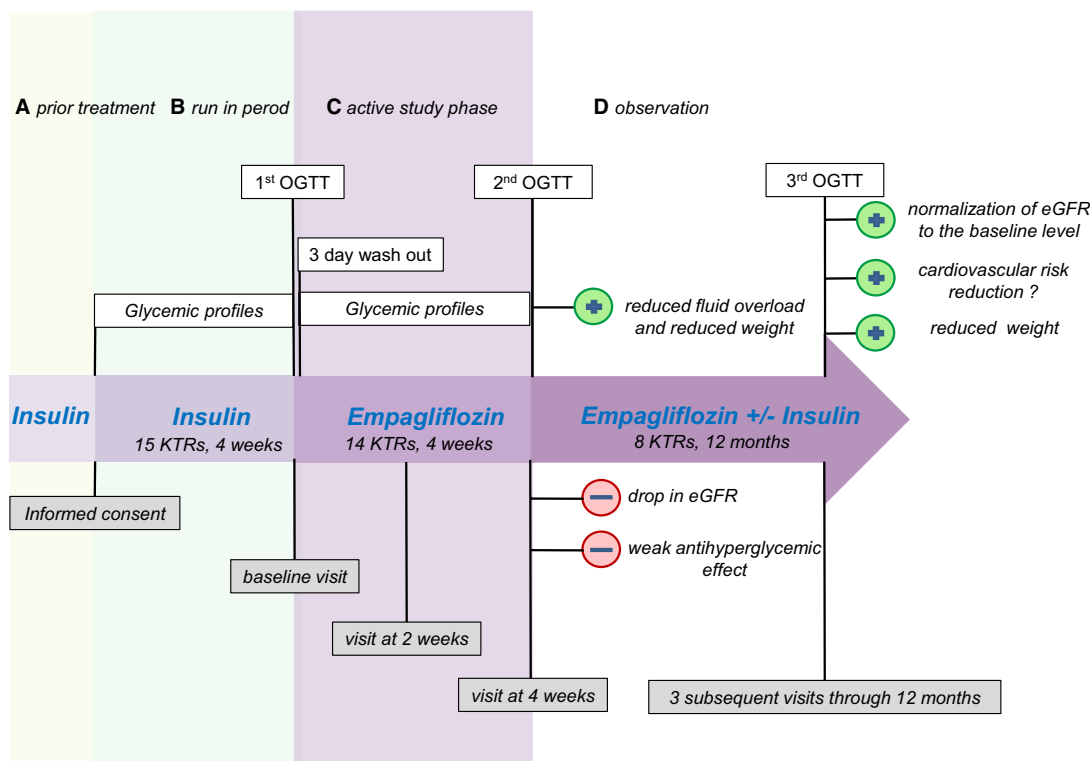 A prior treatment
B run in perod
C active study phase
D observation
1st OGTT
2nd OGTT
3rd OGTT
normalization of eGFR
to the baseline level
3 day wash out
cardiovascular risk
reduction ?
Glycemic profiles
Glycemic profiles
reduced fluid overload
and reduced weight
reduced weight
Insulin
Insulin
15 KTRs, 4 weeks
Empagliflozin
14 KTRs, 4 weeks
Empagliflozin +/- Insulin
8 KTRs, 12 months
Informed consent
drop in eGFR
weak antihyperglycemic
effect
baseline visit
visit at 2 weeks
visit at 4 weeks
3 subsequent visits through 12 months